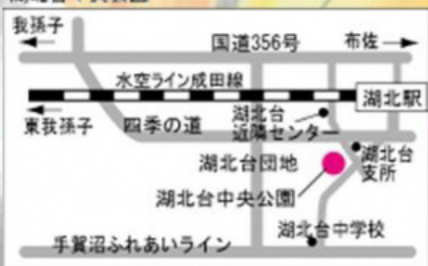 我孫子
国道356号
布佐
水空ライン成田線
湖北駅
東我孫子
四季の道
湖北台
近隣センター
湖北台
支所
湖北台団地
湖北台中央公園
湖北台中学校
手賀沼ふれあいライン